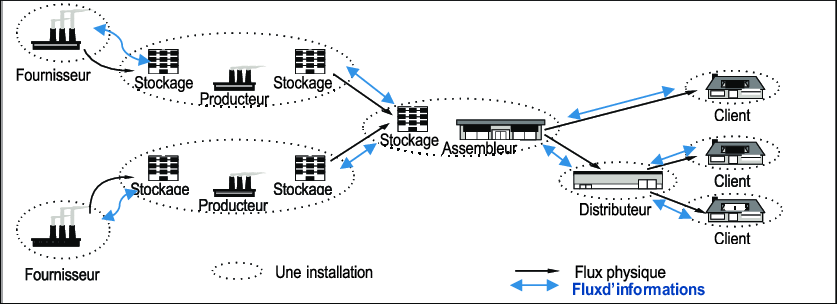 Fournisseur
Stockage
Producteur
Stockage
Stockage
Assembleur
Client
Stockage
Producteur
Stockage
Distributeur
Client
Client
Fournisseur
Une installation
Flux physique
Fluxd'informations